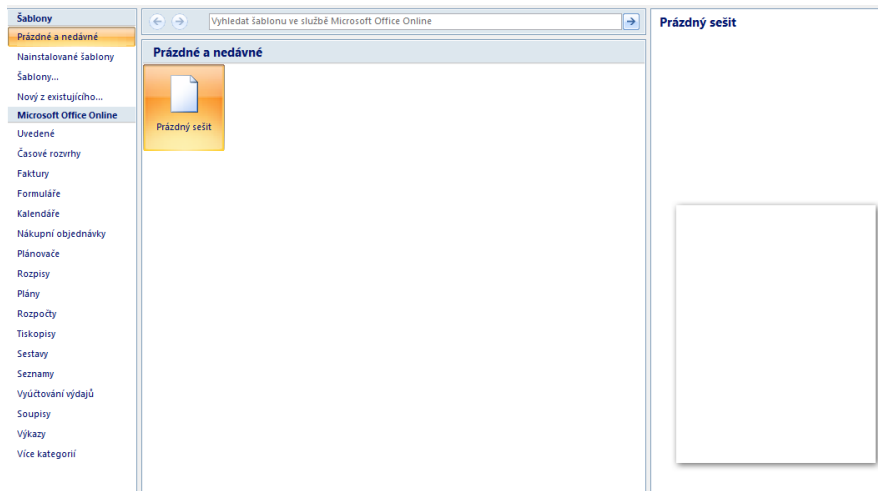 Šablony
Prázdné a nedávné
Nainstalované šablony
Šablony...
Nový z existujícího...
Microsoft Office Online
Uvedené
Časové rozvrhy
Faktury
Formuláře
Kalendáře
Nákupní objednávky
Plánovače
Rozpisy
Plány
Rozpočty
Tiskopisy
Sestavy
Seznamy
Vyúčtování výdajů
Soupisy
Výkazy
Více kategorií
Vyhledat šablonu ve službě Microsoft Office Online
Prázdné a nedávné
Prázdný sešit
Prázdný sešit